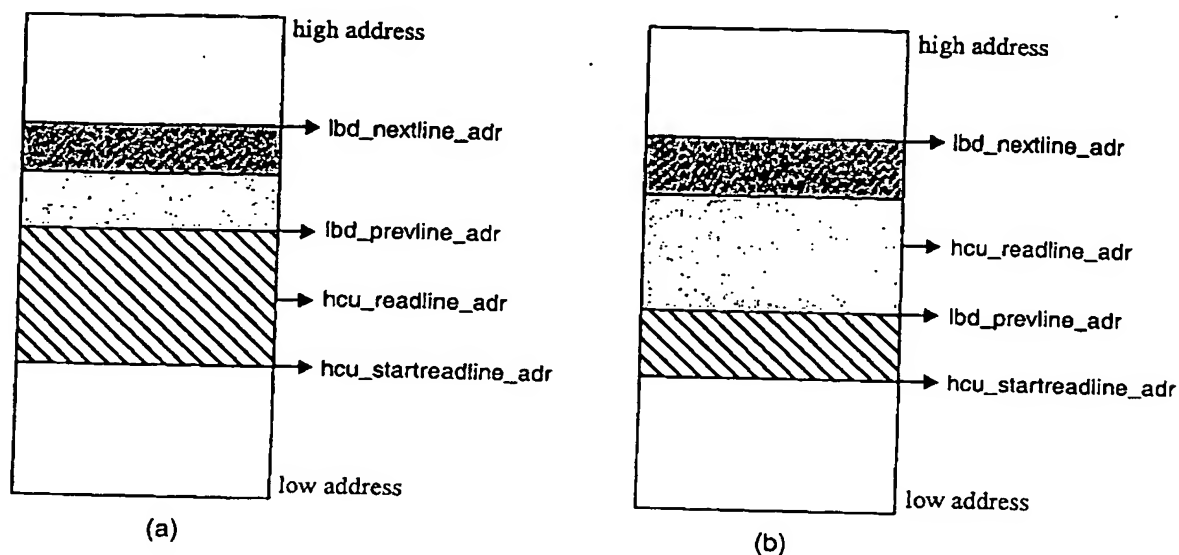 high address
lbd_nextline_adr
lbd_prevline_adr
hcu_readline_adr
hcu_startreadline_adr
low address
(a)
high address
lbd_nextline_adr
hcu_readline_adr
lbd_prevline_adr
hcu_startreadline_adr
low address
(b)